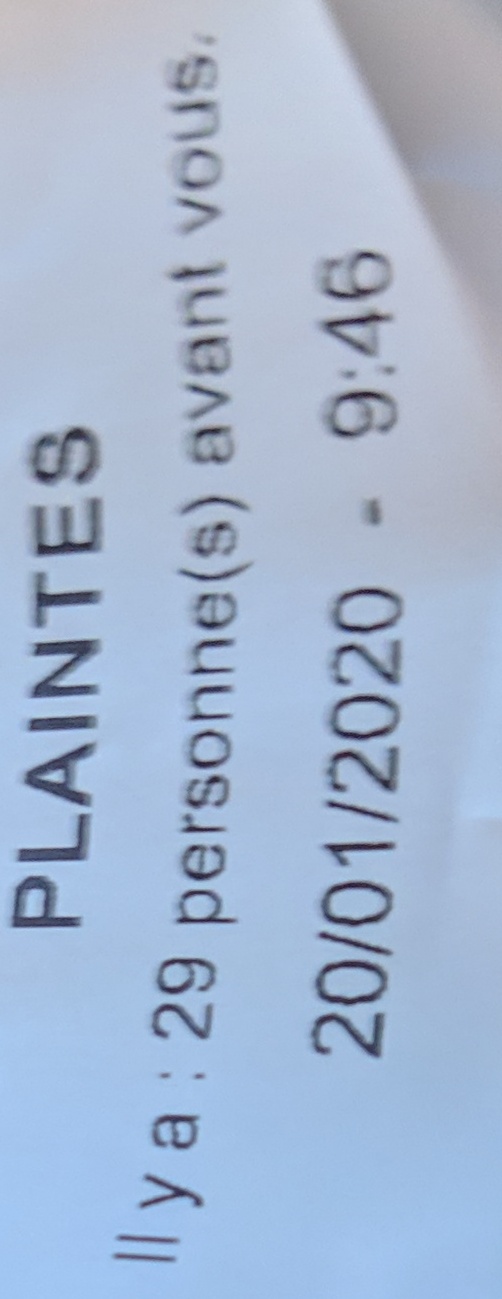 PLAINTES
Il y a : 29 personne(s) avant vous.
20/01/2020 - 9:46